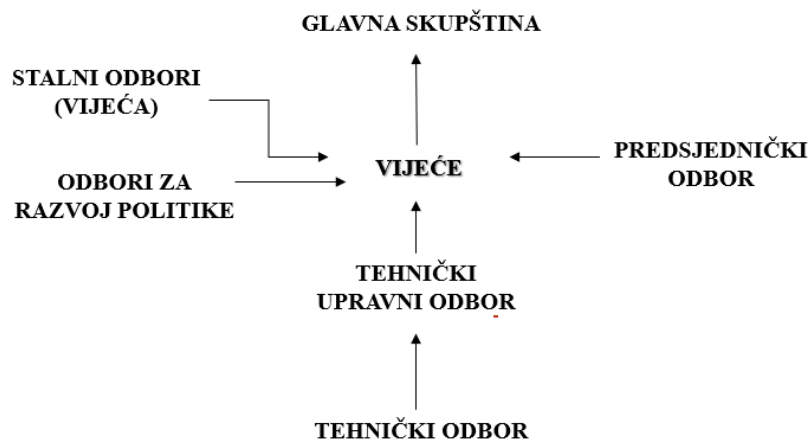 GLAVNA SKUPŠTINA
STALNI ODBORI
(VIJEĆA)
VIJEĆE
PREDSJEDNIČKI
ODBOR
ODBORI ZA
RAZVOJ POLITIKE
TEHNIČKI
UPRAVNI ODBOR
TEHNIČKI ODBOR